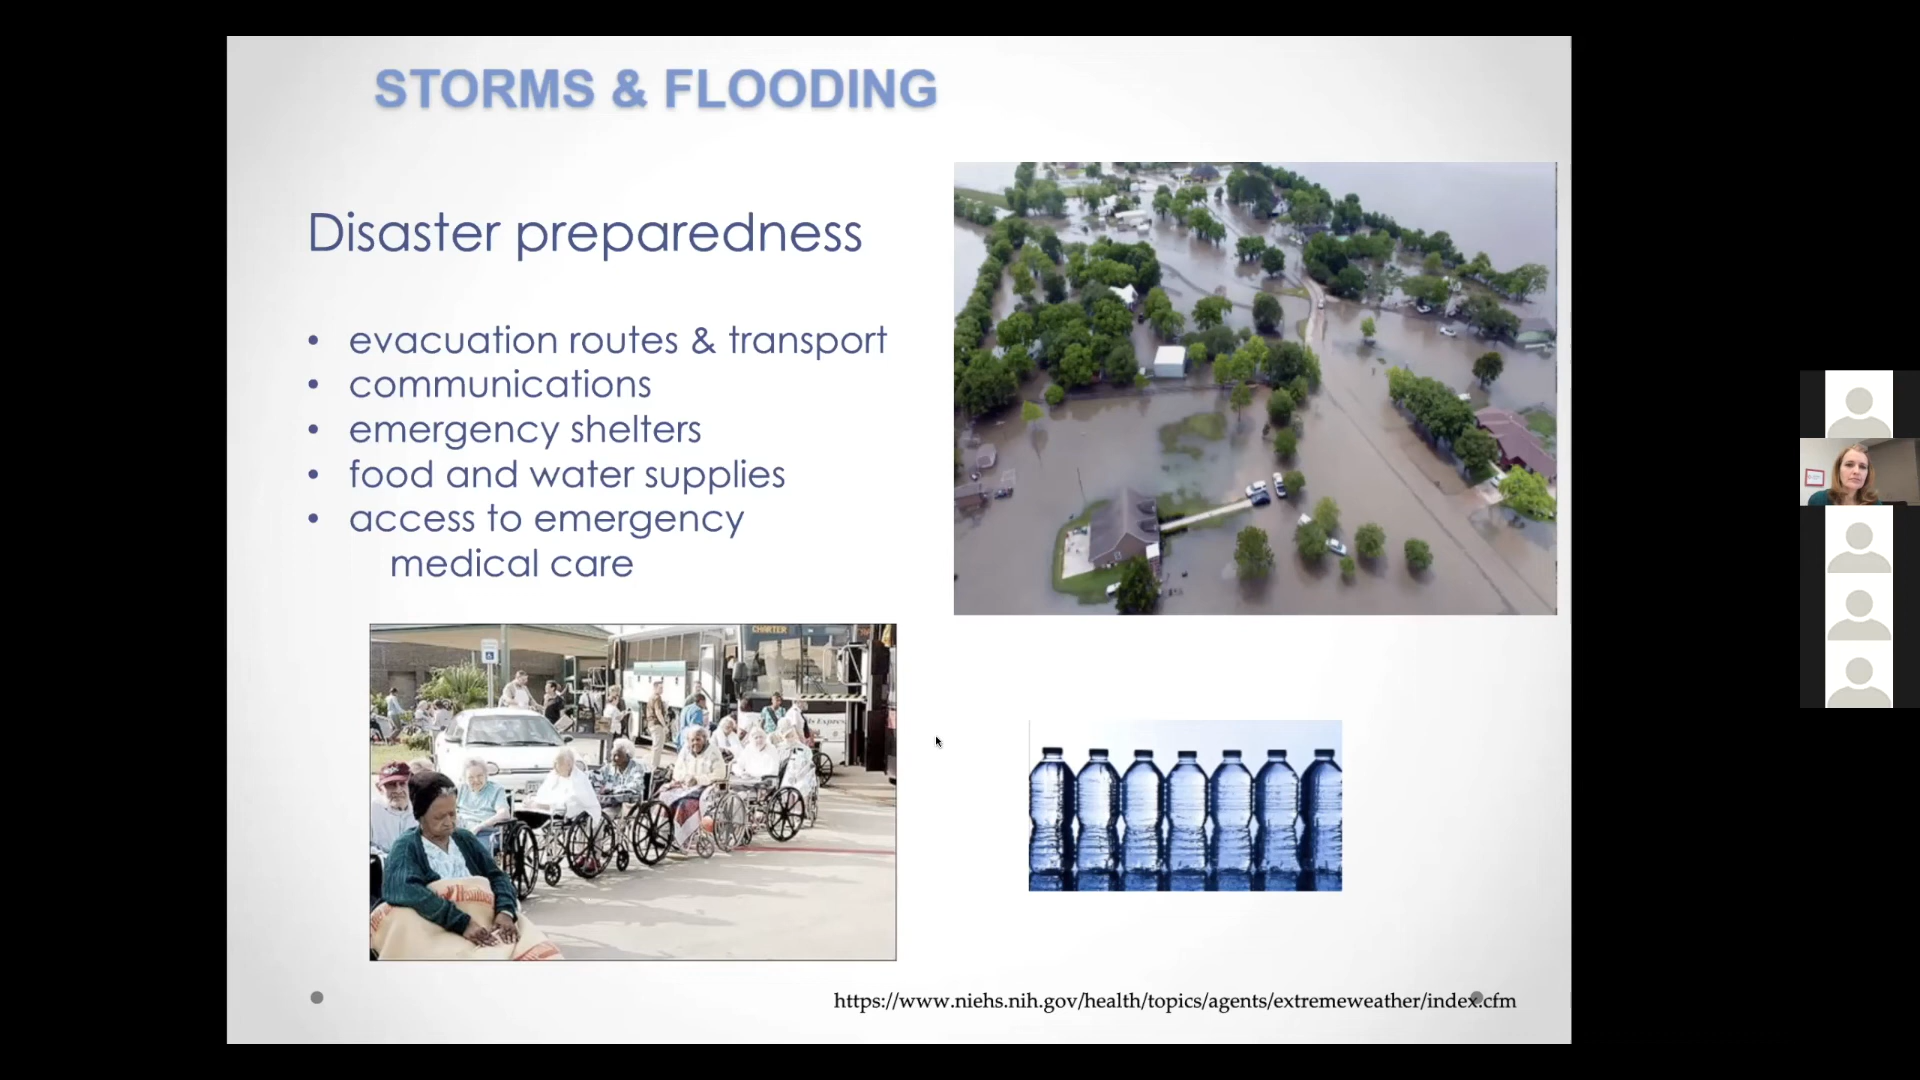 STORMS & FLOODING
Disaster preparedness
• evacuation routes & transport
• communications
• emergency shelters
• food and water supplies
• access to emergency
medical care
CHARTER
https://www.niehs.nih.gov/health/topics/agents/extremeweather/index.cfm